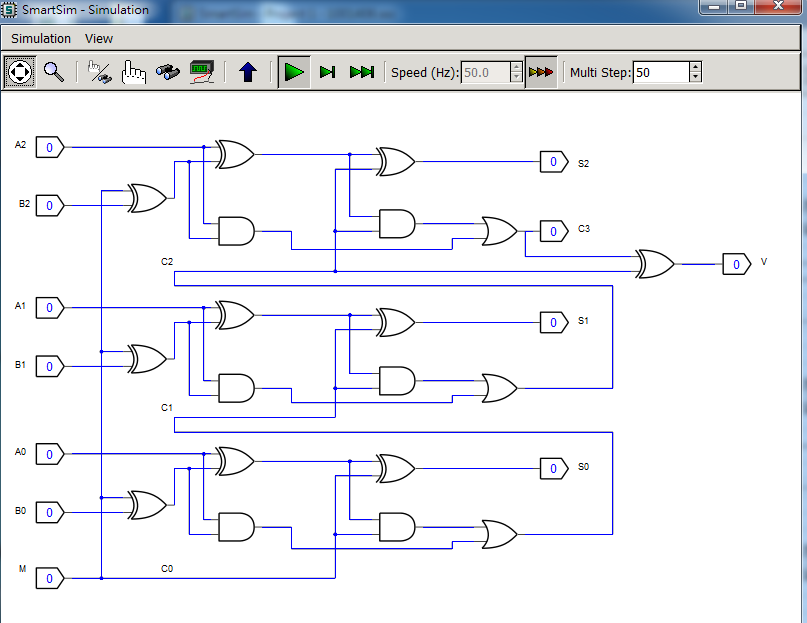 SmartSim - Simulation
Simulation View
Speed (Hz): 50.0 Multi Step: 50
A2 0
0 S2
B2 0
0 C3
C2
0 V
A1 0
0 S1
B1 0
C1
A0 0
0 S0
B0 0
M 0
C0